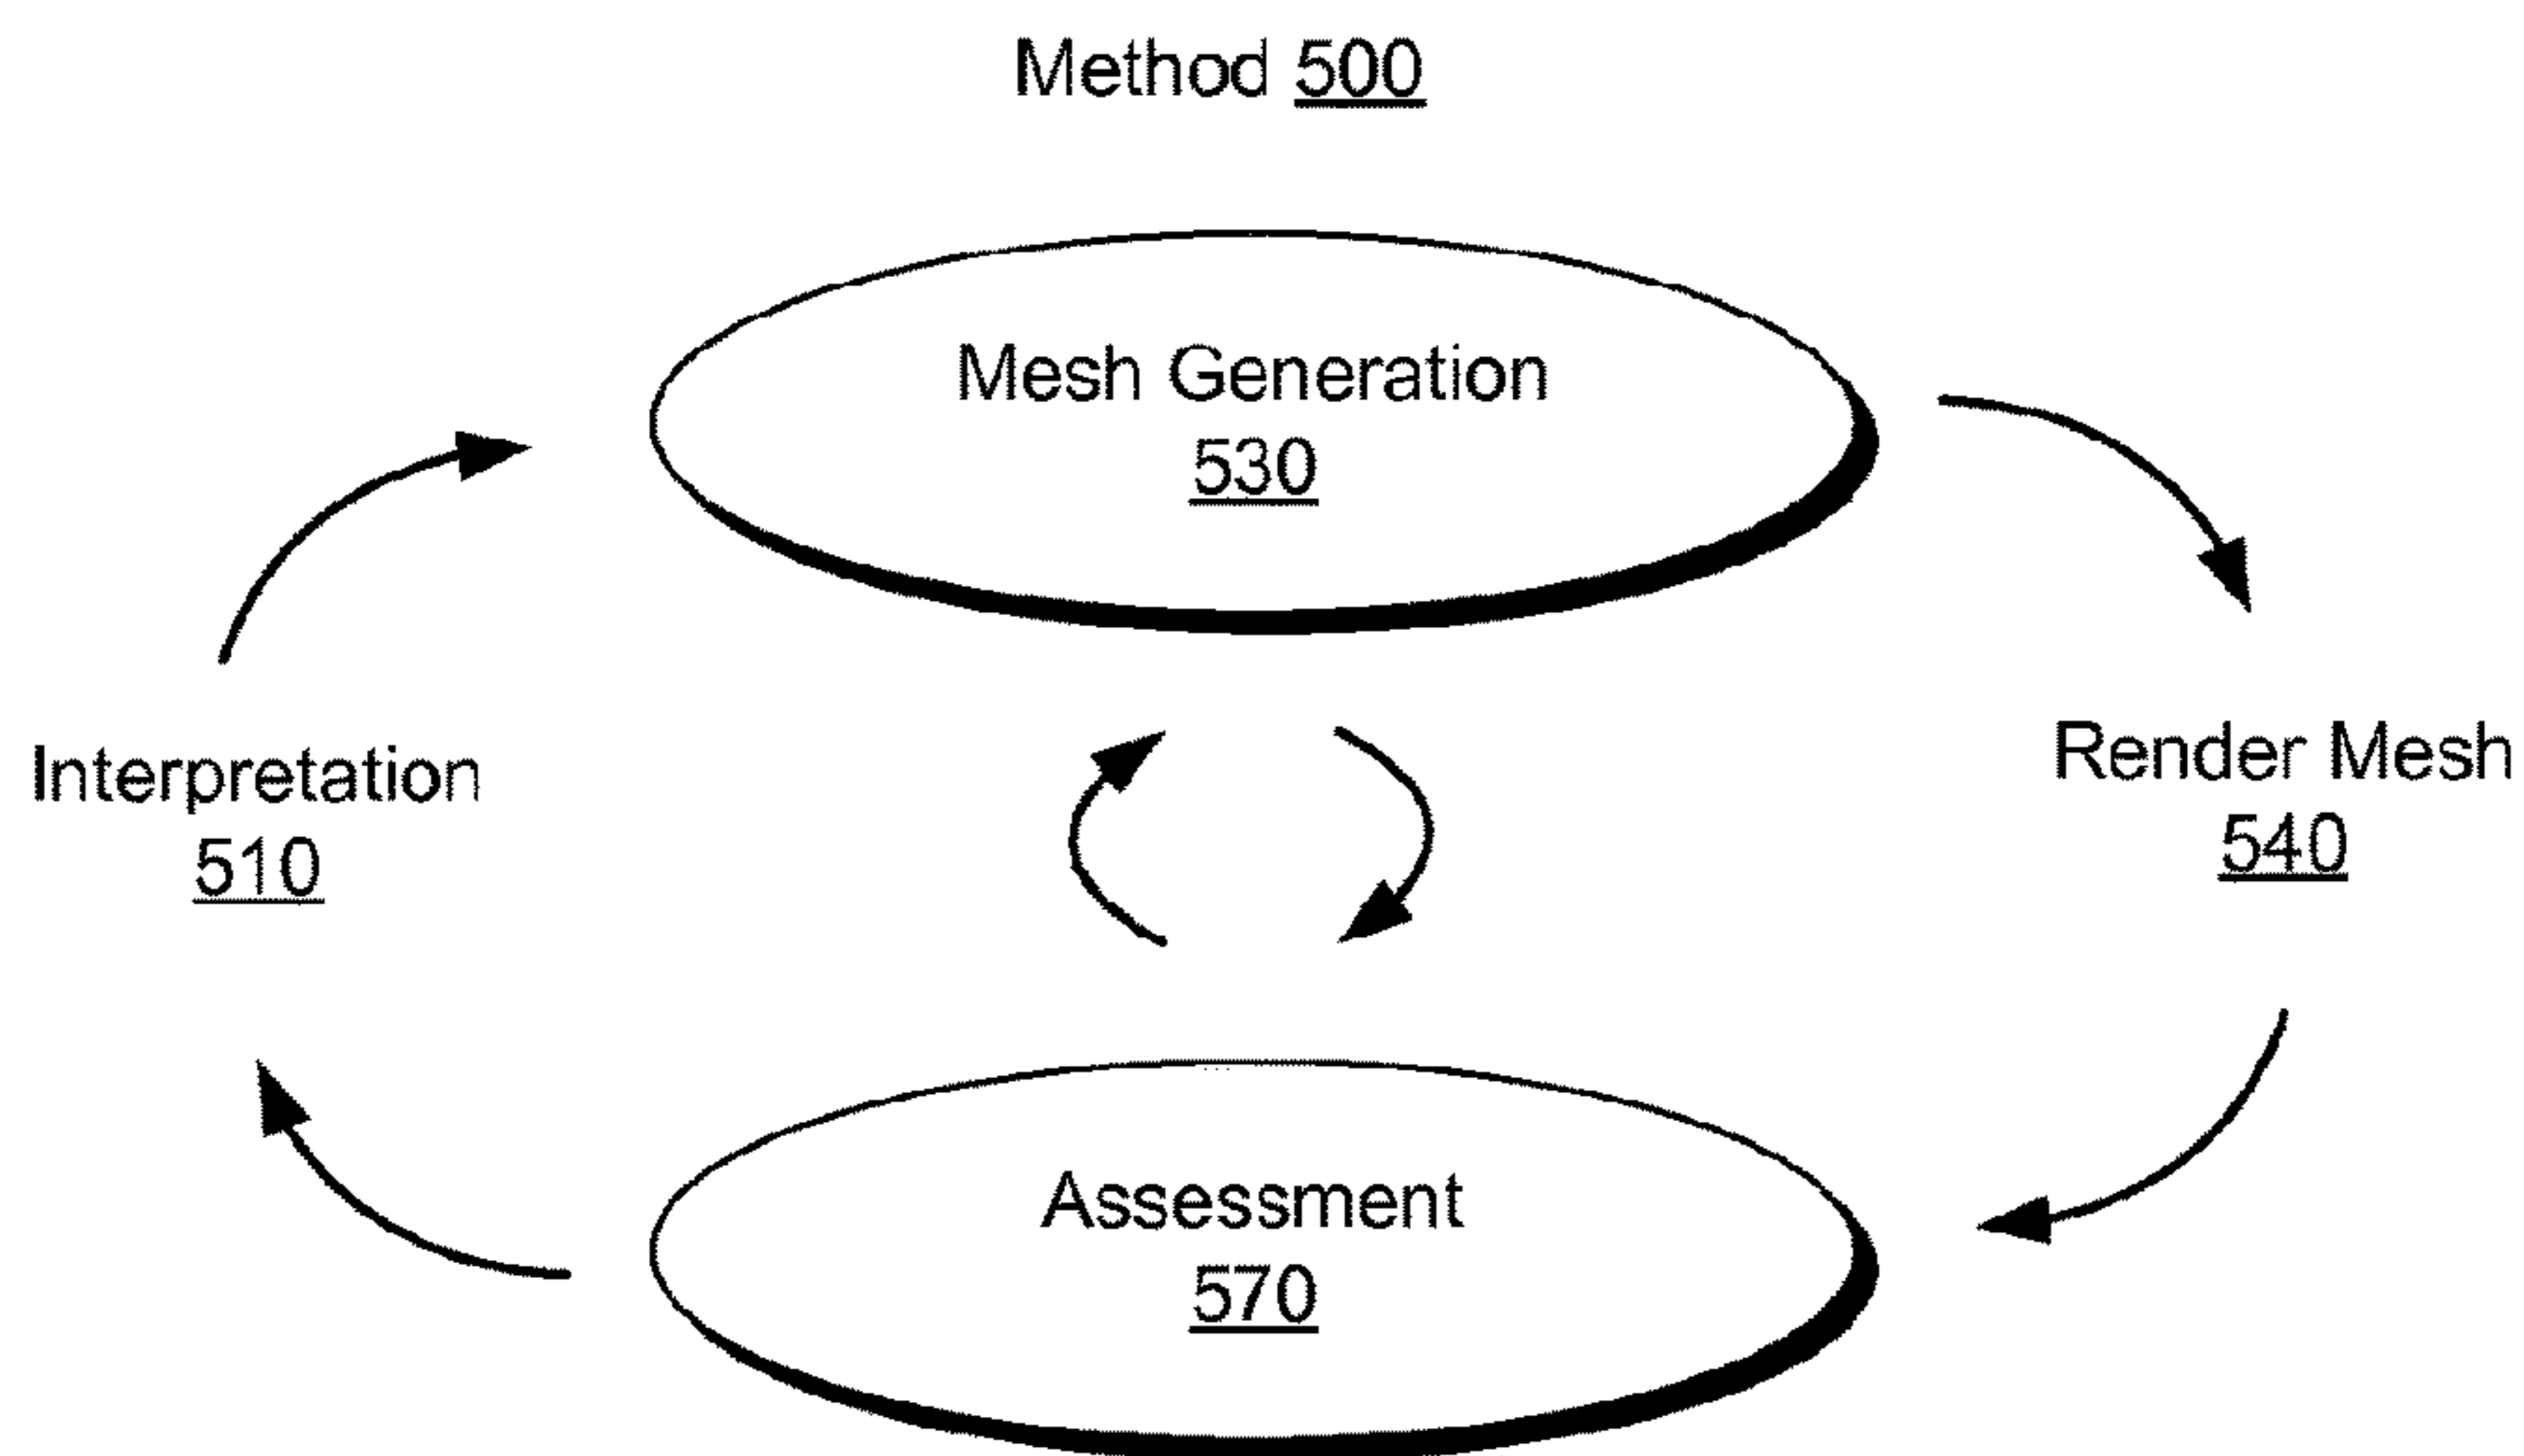 Method 500
Mesh Generation
530
Interpretation
510
Render Mesh
540
Assessment
570